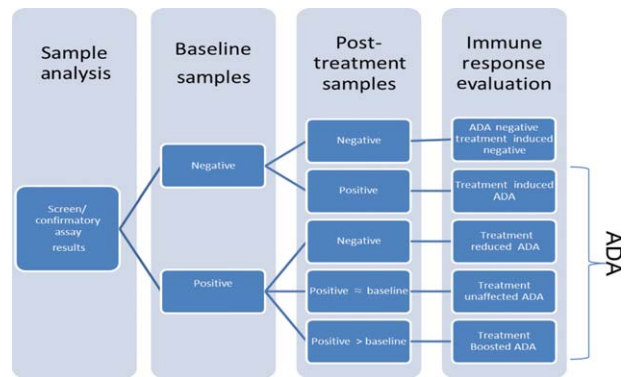 Sample
analysis
Baseline
samples
Post-
treatment
samples
Immune
response
evaluation
Screen/
confirmatory
assay
results
Negative
Positive
Negative
Positive
Negative
Positive ≈ baseline
Positive > baseline
ADA negative
treatment induced
negative
Treatment induced
ADA
Treatment
reduced ADA
Treatment
unaffected ADA
Treatment
Boosted ADA
ADA